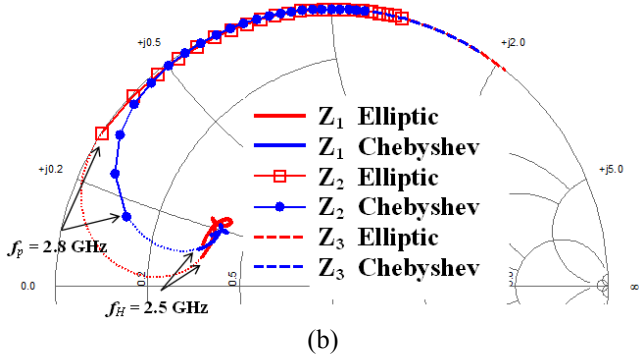 +j0.5
+j2.0
+j0.2
+j5.0
Z1 Elliptic
Z1 Chebyshev
Z2 Elliptic
Z2 Chebyshev
Z3 Elliptic
Z3 Chebyshev
fp = 2.8 GHz
0.0
0.2
0.5
∞
fH = 2.5 GHz
(b)